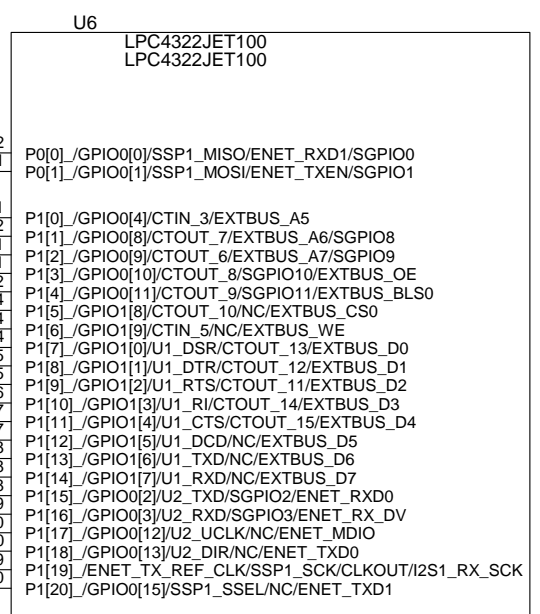 U6
LPC4322JET100
LPC4322JET100
P0[0]_/GPIO0[0]/SSP1_MISO/ENET_RXD1/SGPIO0
P0[1]_/GPIO0[1]/SSP1_MOSI/ENET_TXEN/SGPIO1
P1[0]_/GPIO0[4]/CTIN_3/EXTBUS_A5
P1[1]_/GPIO0[8]/CTOUT_7/EXTBUS_A6/SGPIO8
P1[2]_/GPIO0[9]/CTOUT_6/EXTBUS_A7/SGPIO9
P1[3]_/GPIO0[10]/CTOUT_8/SGPIO10/EXTBUS_OE
P1[4]_/GPIO0[11]/CTOUT_9/SGPIO11/EXTBUS_BLS0
P1[5]_/GPIO1[8]/CTOUT_10/NC/EXTBUS_CS0
P1[6]_/GPIO1[9]/CTIN_5/NC/EXTBUS_WE
P1[7]_/GPIO1[0]/U1_DSR/CTOUT_13/EXTBUS_D0
P1[8]_/GPIO1[1]/U1_DTR/CTOUT_12/EXTBUS_D1
P1[9]_/GPIO1[2]/U1_RTS/CTOUT_11/EXTBUS_D2
P1[10]_/GPIO1[3]/U1_RI/CTOUT_14/EXTBUS_D3
P1[11]_/GPIO1[4]/U1_CTS/CTOUT_15/EXTBUS_D4
P1[12]_/GPIO1[5]/U1_DCD/NC/EXTBUS_D5
P1[13]_/GPIO1[6]/U1_TXD/NC/EXTBUS_D6
P1[14]_/GPIO1[7]/U1_RXD/NC/EXTBUS_D7
P1[15]_/GPIO0[2]/U2_TXD/SGPIO2/ENET_RXD0
P1[16]_/GPIO0[3]/U2_RXD/SGPIO3/ENET_RX_DV
P1[17]_/GPIO0[12]/U2_UCLK/NC/ENET_MDIO
P1[18]_/GPIO0[13]/U2_DIR/NC/ENET_TXD0
P1[19]_/ENET_TX_REF_CLK/SSP1_SCK/CLKOUT/I2S1_RX_SCK
P1[20]_/GPIO0[15]/SSP1_SSEL/NC/ENET_TXD1